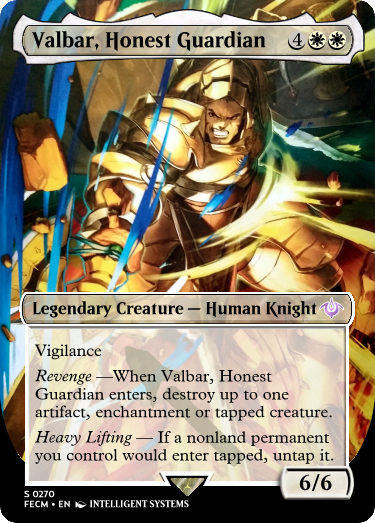 Valbar, Honest Guardian 4
Legendary Creature — Human Knight
Vigilance
Revenge —When Valbar, Honest
Guardian enters, destroy up to one
artifact, enchantment or tapped creature.
Heavy Lifting — If a nonland permanent
you control would enter tapped, untap it.
6/6
S 0270
FECM • EN INTELLIGENT SYSTEMS